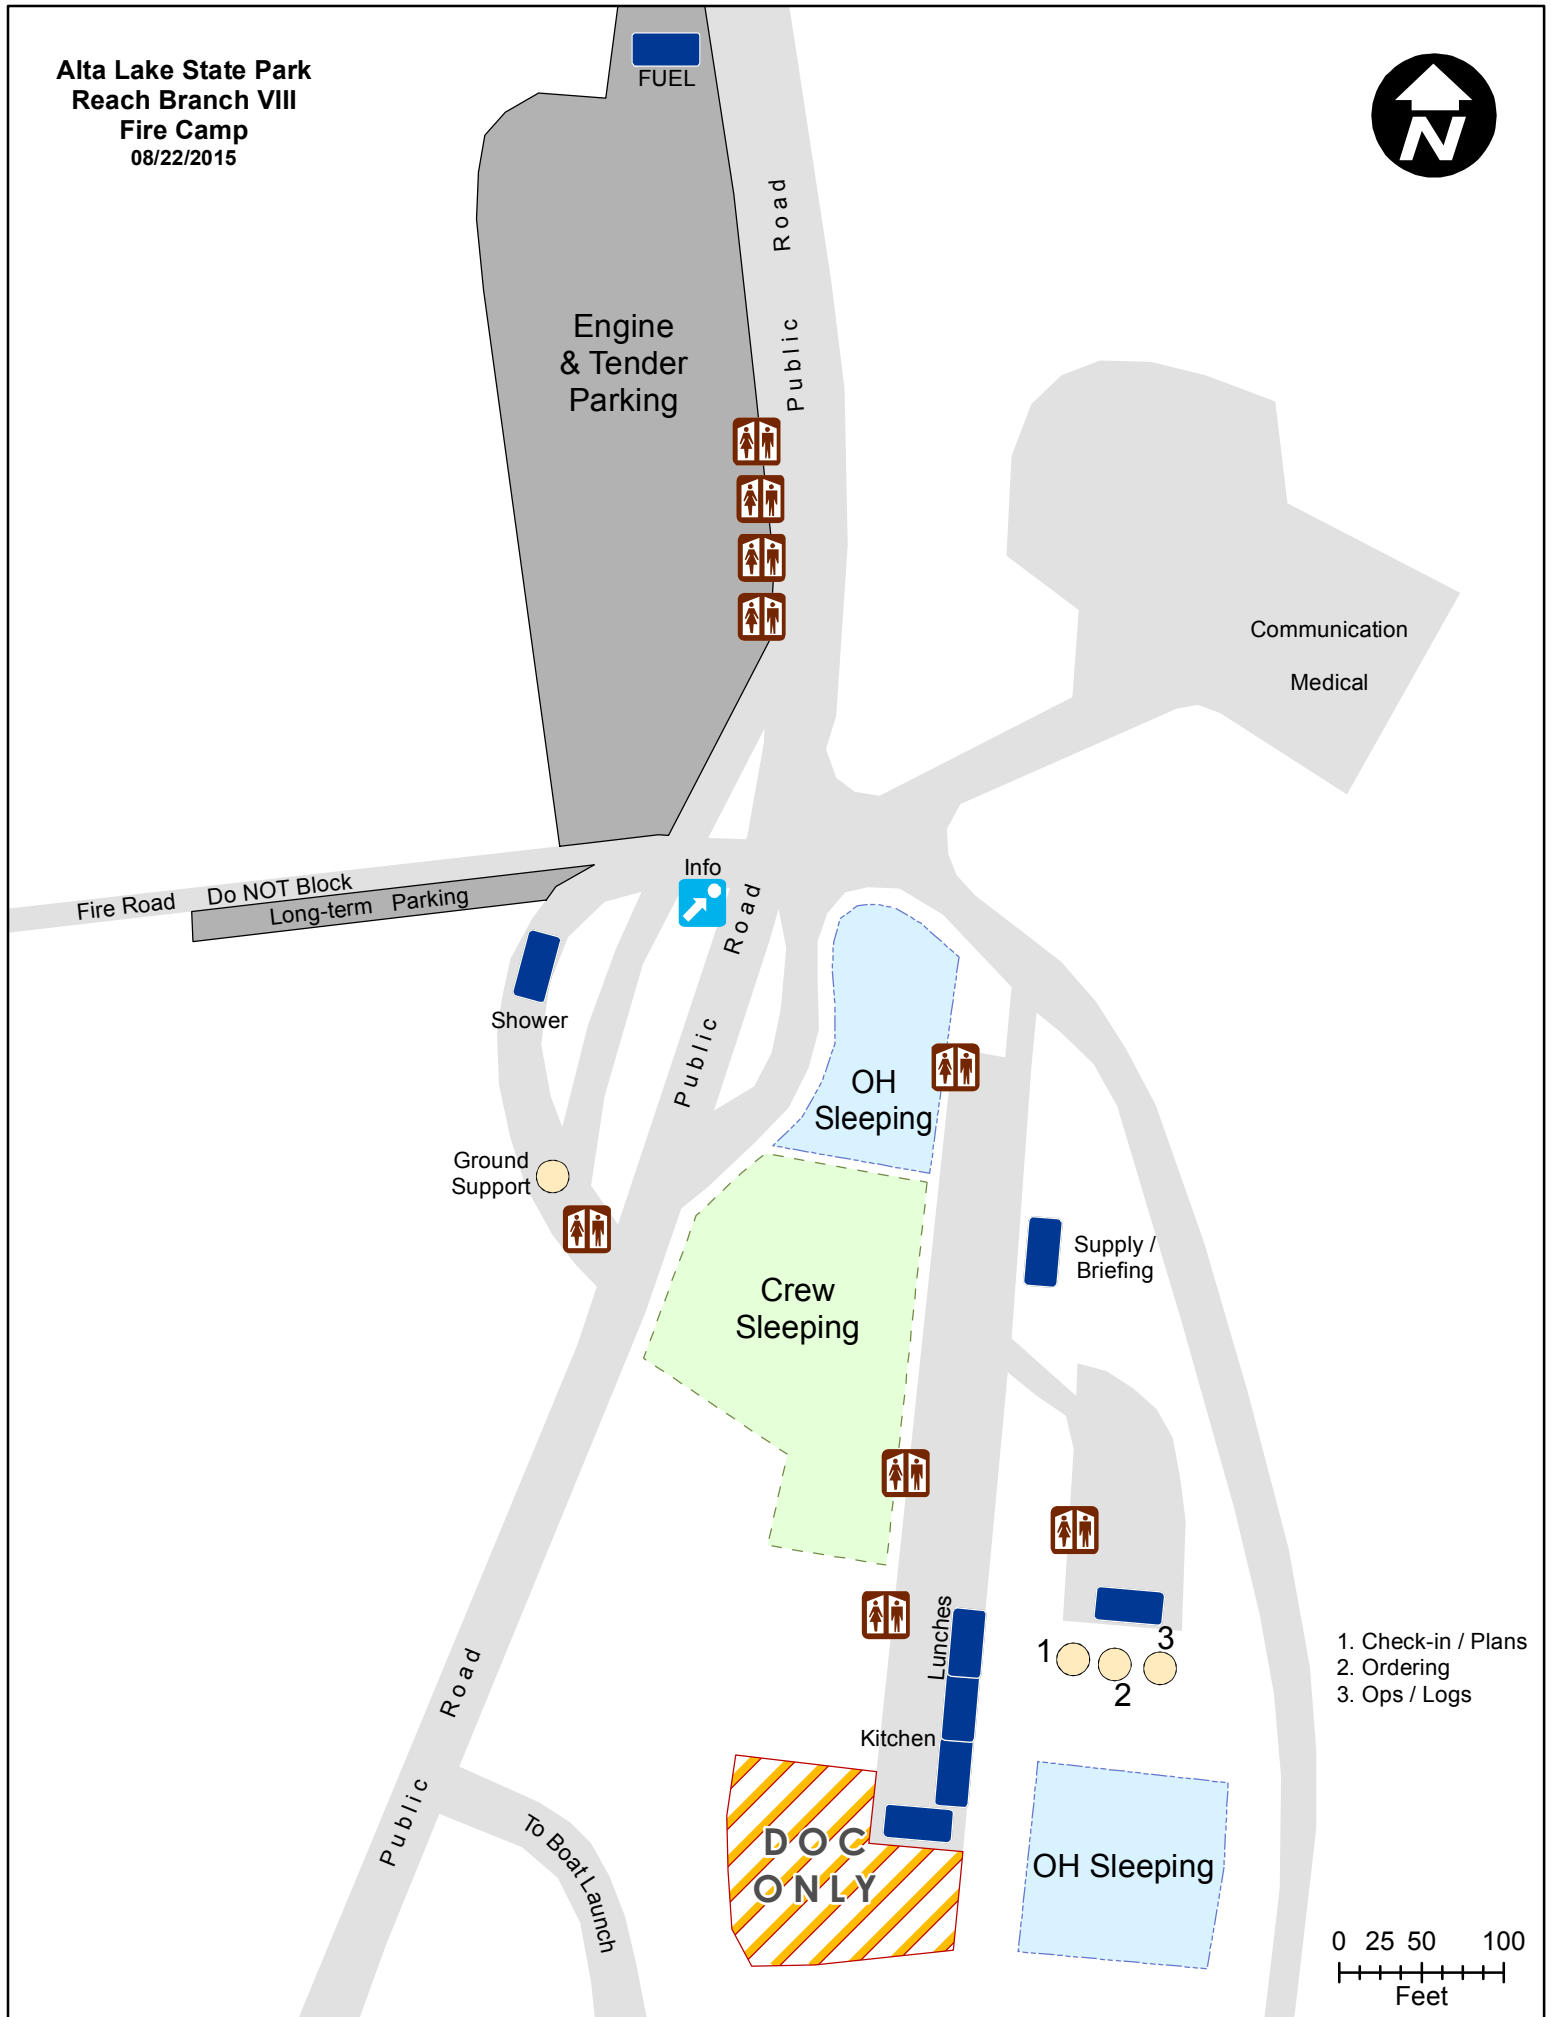 Alta Lake State Park
Reach Branch VIII
Fire Camp
08/22/2015
FUEL
N
Public Road
Engine
& Tender
Parking
Communication
Medical
Info
Fire Road Do NOT Block
Long-term Parking
Public Road
Shower
OH
Sleeping
Ground
Support
Supply /
Briefing
Crew
Sleeping
Lunches
1
2
3
1. Check-in / Plans
2. Ordering
3. Ops / Logs
Kitchen
Public Road
To Boat Launch
DOC
ONLY
OH Sleeping
0 25 50 100
Feet